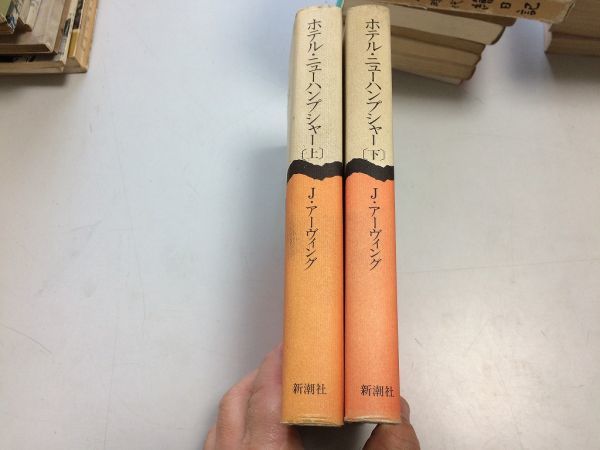 ホテル・ニューハンプシャー〔上〕
J・アーヴィング
新潮社
ホテル・ニューハンプシャー〔下〕
J・アーヴィング
新潮社